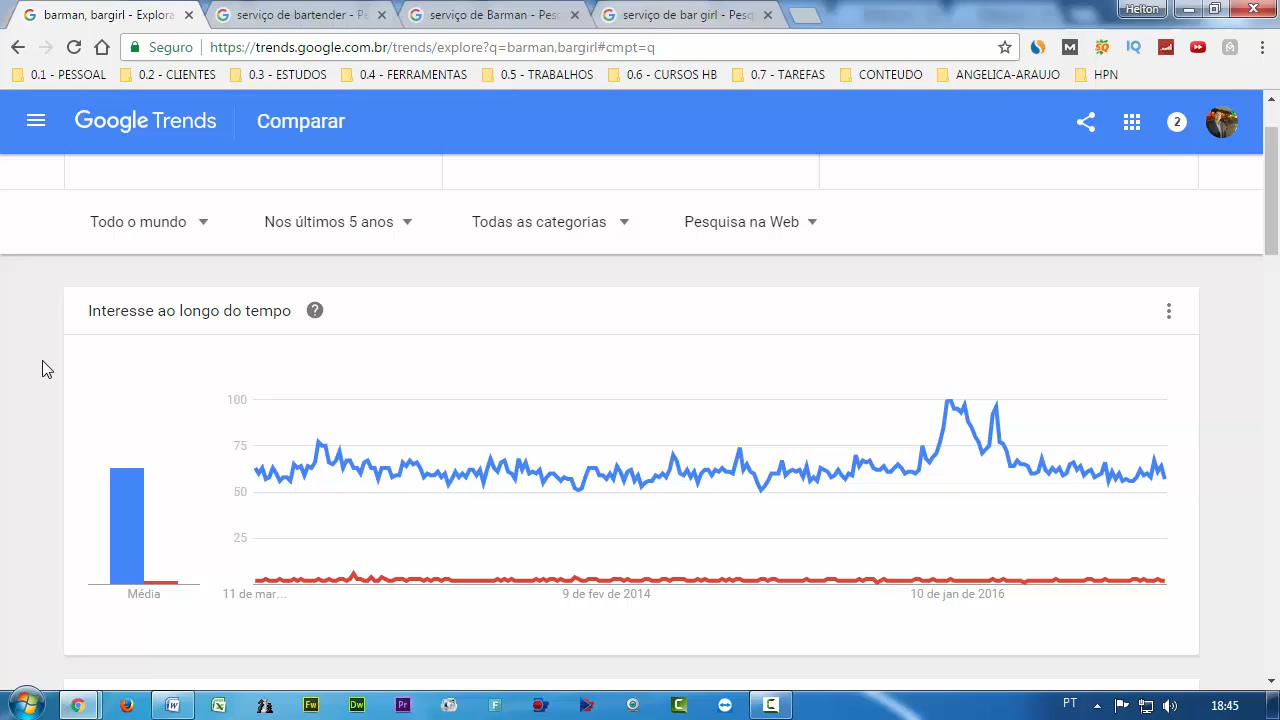 barman, bargirl - Explora
serviço de bartender - Pe
serviço de Barman - Pe
serviço de bar girl - Pesq
Helton
Seguro
https://trends.google.com.br/trends/explore?q=barman,bargirl#cmpt=q
0.1 - PESSOAL
0.2 - CLIENTES
0.3 - ESTUDOS
0.4 - FERRAMENTAS
0.5 - TRABALHOS
0.6 - CURSOS HB
0.7 - TAREFAS
CONTEUDO
ANGELICA-ARAUJO
HPN
Google Trends
Comparar
2
Todo o mundo
Nos últimos 5 anos
Todas as categorias
Pesquisa na Web
Interesse ao longo do tempo
100
75
50
25
Média
11 de mar...
9 de fev de 2014
10 de jan de 2016
PT
18:45